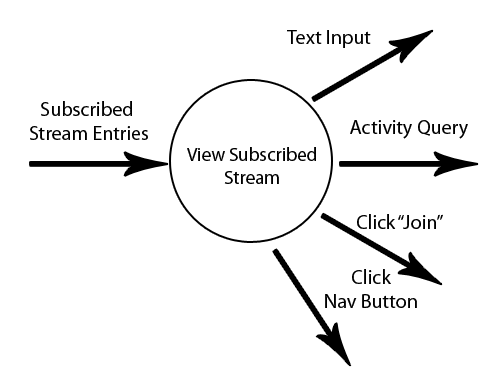 Text Input
Subscribed
Stream Entries
Activity Query
View Subscribed
Stream
Click “Join”
Click
Nav Button